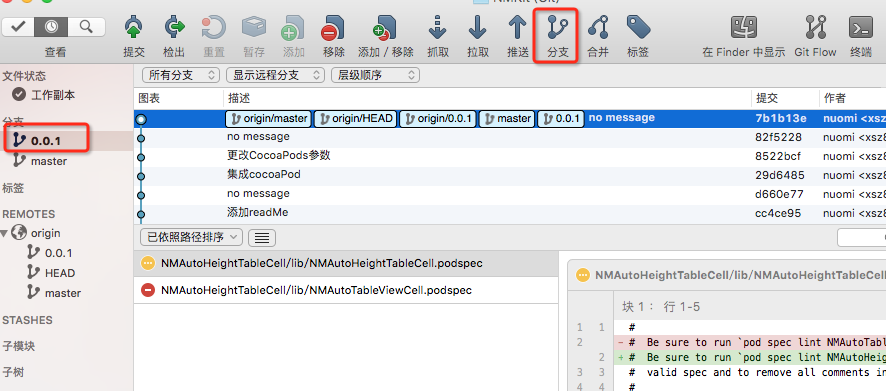 NMKit (Git)
查看 提交 检出 重置 暂存 添加 移除 添加 / 移除 抓取 拉取 推送 分支 合并 标签 在 Finder 中显示 Git Flow 终端
文件状态
工作副本
分支
0.0.1
master
标签
REMOTES
origin
0.0.1
HEAD
master
STASHES
子模块
子树
所有分支 显示远程分支 层级顺序
图表 描述 提交 作者
origin/master origin/HEAD origin/0.0.1 master 0.0.1 no message 7b1b13e nuomi <xsz8
no message 82f5228 nuomi <xsz8
更改CocoaPods参数 8522bcf nuomi <xsz8
集成cocoaPod 29d6485 nuomi <xsz8
no message d660e77 nuomi <xsz8
添加readMe cc4ce95 nuomi <xsz8
已依照路径排序
NMAutoHeightTableCell/lib/NMAutoHeightTableCell.podspec
NMAutoHeightTableCell/lib/NMAutoTableViewCell.podspec
NMAutoHeightTableCell/lib/NMAutoHeightTableCell
块 1： 行 1-5
1 1 #
2 - # Be sure to run `pod spec lint NMAutoTabl
2 + # Be sure to run `pod spec lint NMAutoHei
3 3 # valid spec and to remove all comments in
4 4 #